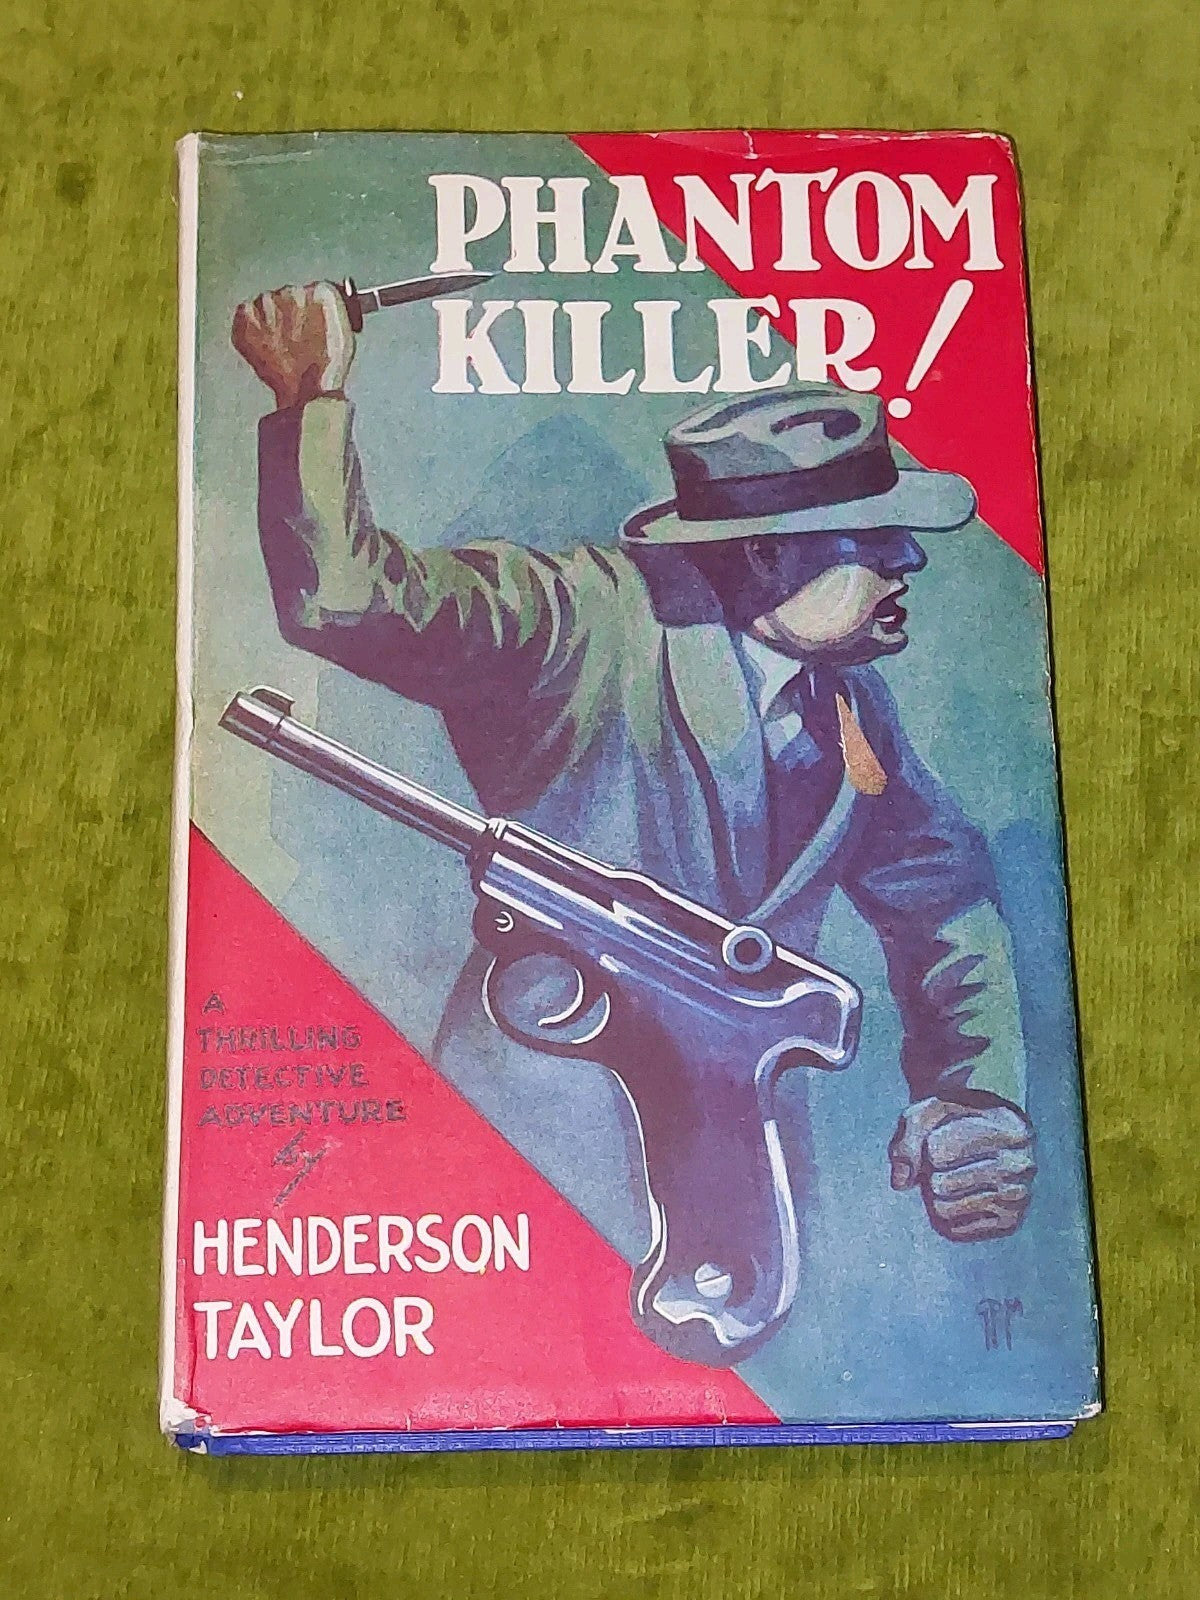 PHANTOM
KILLER!
A
THRILLING
DETECTIVE
ADVENTURE
by
HENDERSON
TAYLOR